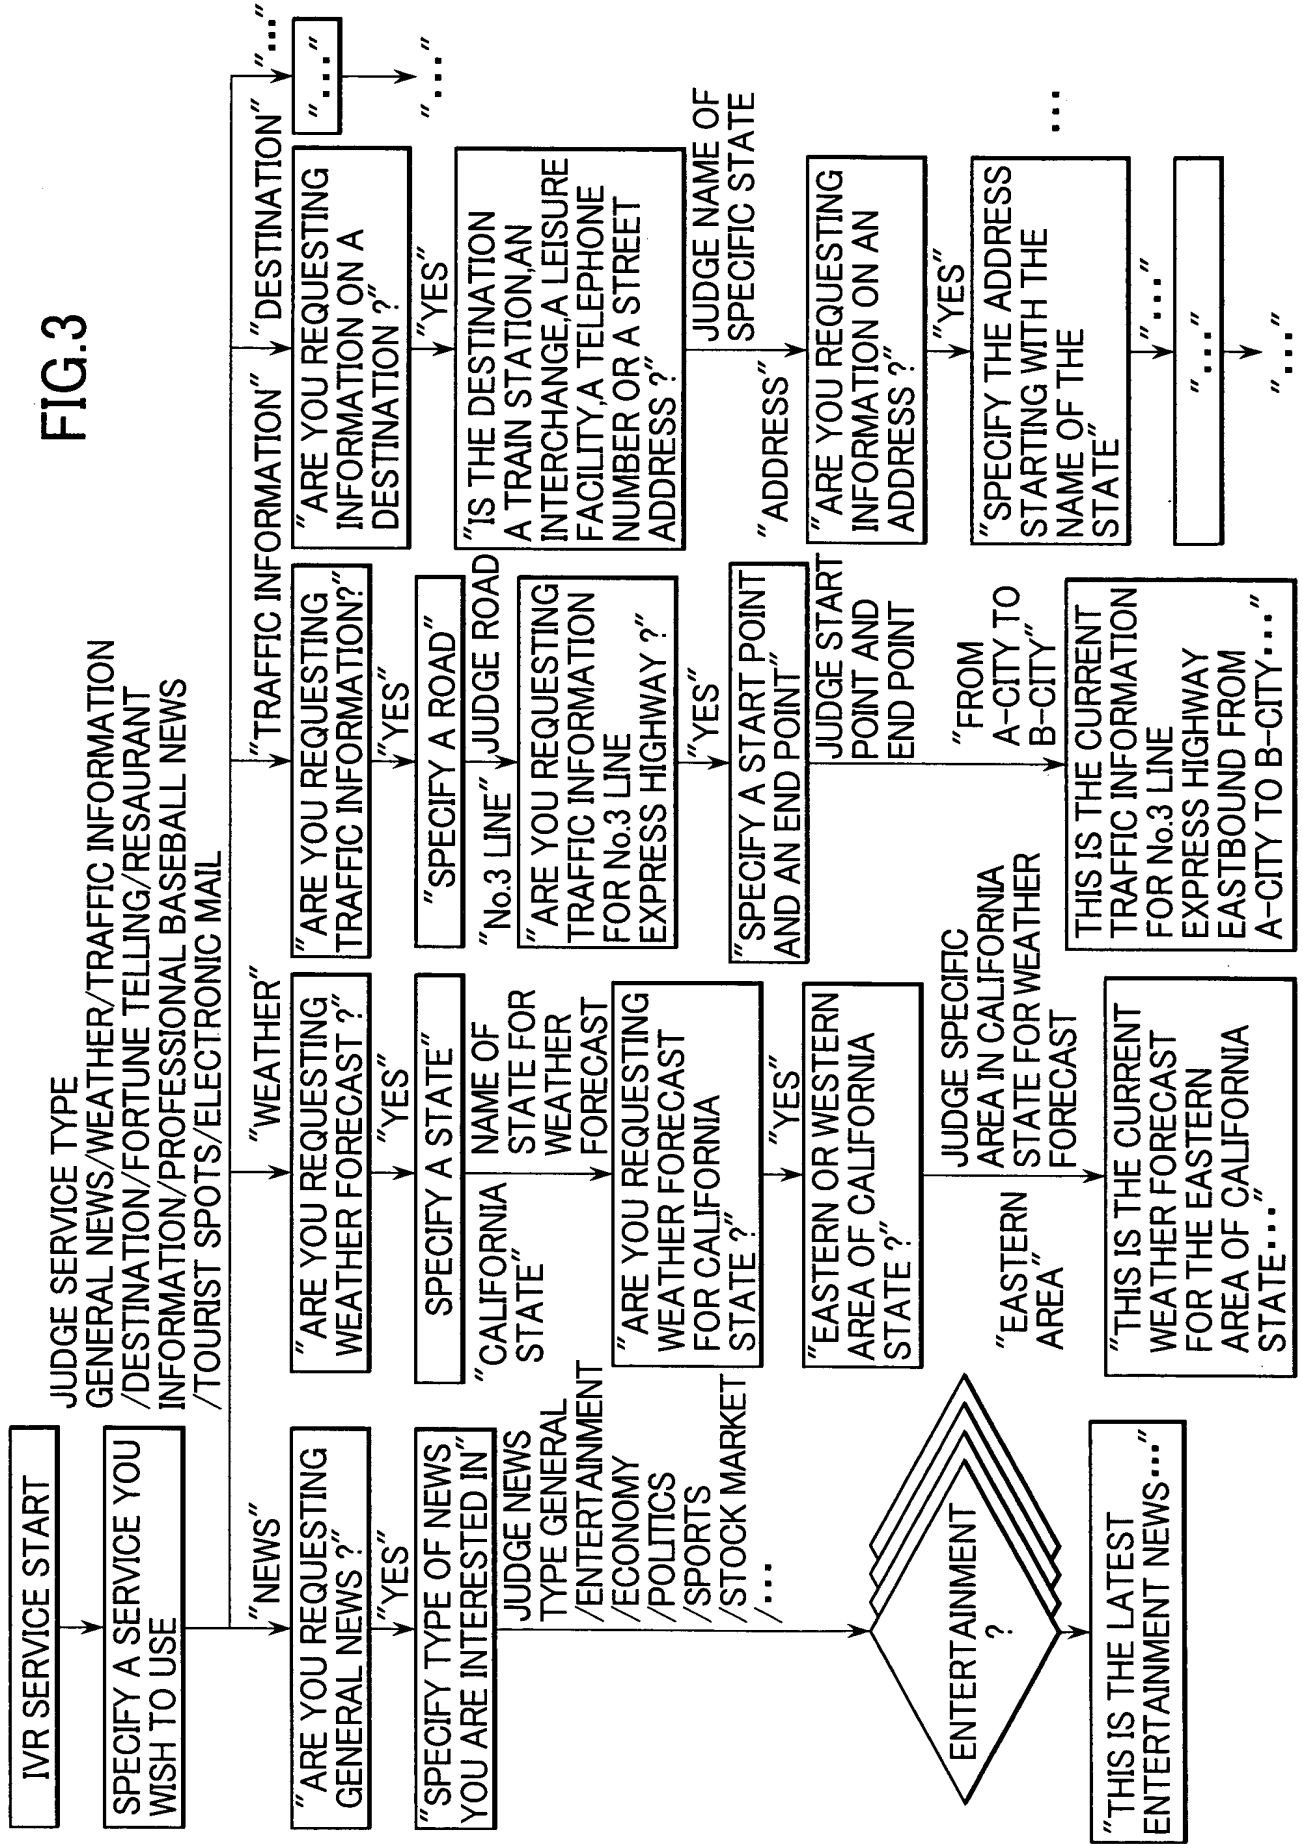 FIG.3
IVR SERVICE START
SPECIFY A SERVICE YOU
WISH TO USE
JUDGE SERVICE TYPE
GENERAL NEWS/WEATHER/TRAFFIC INFORMATION
/DESTINATION/FORTUNE TELLING/RESAURANT
INFORMATION/PROFESSIONAL BASEBALL NEWS
/TOURIST SPOTS/ELECTRONIC MAIL
"NEWS"
"ARE YOU REQUESTING
GENERAL NEWS ?"
"YES"
"SPECIFY TYPE OF NEWS
YOU ARE INTERESTED IN"
JUDGE NEWS
TYPE GENERAL
/ENTERTAINMENT
/ECONOMY
/POLITICS
/SPORTS
/STOCK MARKET
/...
ENTERTAINMENT
?
"THIS IS THE LATEST
ENTERTAINMENT NEWS..."
"WEATHER"
"ARE YOU REQUESTING
WEATHER FORECAST ?"
"YES"
SPECIFY A STATE"
"CALIFORNIA
STATE"
NAME OF
STATE FOR
WEATHER
FORECAST
"ARE YOU REQUESTING
WEATHER FORECAST
FOR CALIFORNIA
STATE ?"
"YES"
"EASTERN OR WESTERN
AREA OF CALIFORNIA
STATE ?"
"EASTERN
AREA"
JUDGE SPECIFIC
AREA IN CALIFORNIA
STATE FOR WEATHER
FORECAST
"THIS IS THE CURRENT
WEATHER FORECAST
FOR THE EASTERN
AREA OF CALIFORNIA
STATE..."
"TRAFFIC INFORMATION"
"ARE YOU REQUESTING
TRAFFIC INFORMATION?"
"YES"
"SPECIFY A ROAD"
"No.3 LINE"
JUDGE ROAD
"ARE YOU REQUESTING
TRAFFIC INFORMATION
FOR No.3 LINE
EXPRESS HIGHWAY ?"
"YES"
"SPECIFY A START POINT
AND AN END POINT"
JUDGE START
POINT AND
END POINT
"FROM
A-CITY TO
B-CITY"
THIS IS THE CURRENT
TRAFFIC INFORMATION
FOR No.3 LINE
EXPRESS HIGHWAY
EASTBOUND FROM
A-CITY TO B-CITY..."
"DESTINATION"
"ARE YOU REQUESTING
INFORMATION ON A
DESTINATION ?"
"YES"
"IS THE DESTINATION
A TRAIN STATION,AN
INTERCHANGE,A LEISURE
FACILITY,A TELEPHONE
NUMBER OR A STREET
ADDRESS ?"
"ADDRESS"
JUDGE NAME OF
SPECIFIC STATE
"ARE YOU REQUESTING
INFORMATION ON AN
ADDRESS ?"
"YES"
"SPECIFY THE ADDRESS
STARTING WITH THE
NAME OF THE
STATE"
"..."
"..."
"..."
"..."
"..."
"..."
...